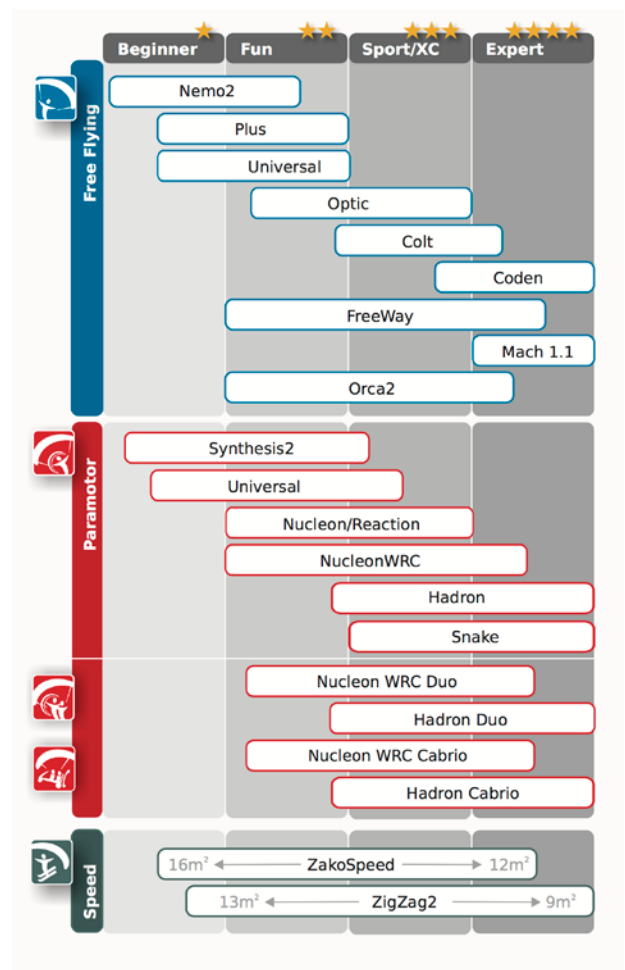 Beginner Fun Sport/XC Expert
Free Flying
Nemo2
Plus
Universal
Optic
Colt
Coden
FreeWay
Mach 1.1
Orca2
Paramotor
Synthesis2
Universal
Nucleon/Reaction
NucleonWRC
Hadron
Snake
Nucleon WRC Duo
Hadron Duo
Nucleon WRC Cabrio
Hadron Cabrio
Speed
16m² ZakoSpeed 12m²
13m² ZigZag2 9m²